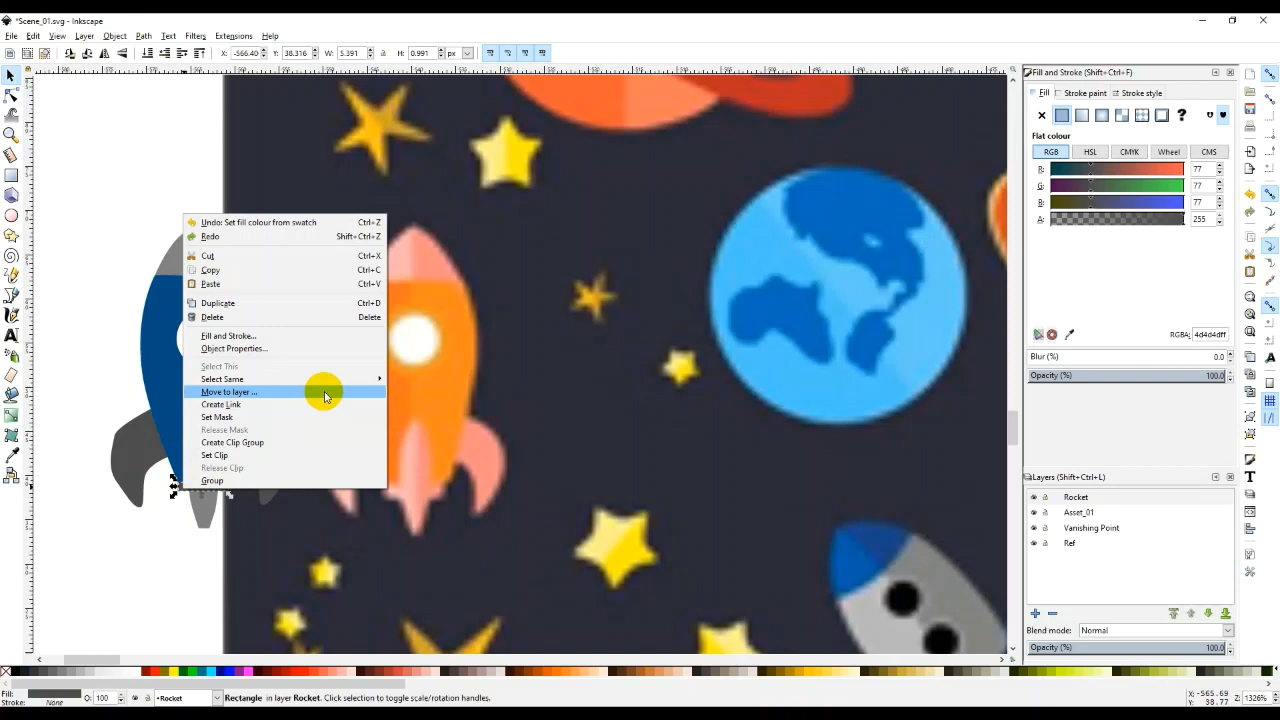 *Scene_01.svg - Inkscape
File Edit View Layer Object Path Text Filters Extensions Help
X: -566.40 Y: 38.316 W: 5.391 H: 0.991 px
Fill and Stroke (Shift+Ctrl+F)
Fill Stroke paint Stroke style
?
Flat colour
RGB HSL CMYK Wheel CMS
R: 77
G: 77
B: 77
A: 255
RGBA: 4d4d4dff
Blur (%) 0.0
Opacity (%) 100.0
Undo: Set fill colour from swatch Ctrl+Z
Redo Shift+Ctrl+Z
Cut Ctrl+X
Copy Ctrl+C
Paste Ctrl+V
Duplicate Ctrl+D
Delete Delete
Fill and Stroke...
Object Properties...
Select This
Select Same
Move to layer ...
Create Link
Set Mask
Release Mask
Create Clip Group
Set Clip
Release Clip
Group
Layers (Shift+Ctrl+L)
Rocket
Asset_01
Vanishing Point
Ref
Blend mode: Normal
Opacity (%) 100.0
Fill:
Stroke: None
O: 100
•Rocket
Rectangle in layer Rocket. Click selection to toggle scale/rotation handles.
X: -565.69
Y: 38.77
Z: 1326%